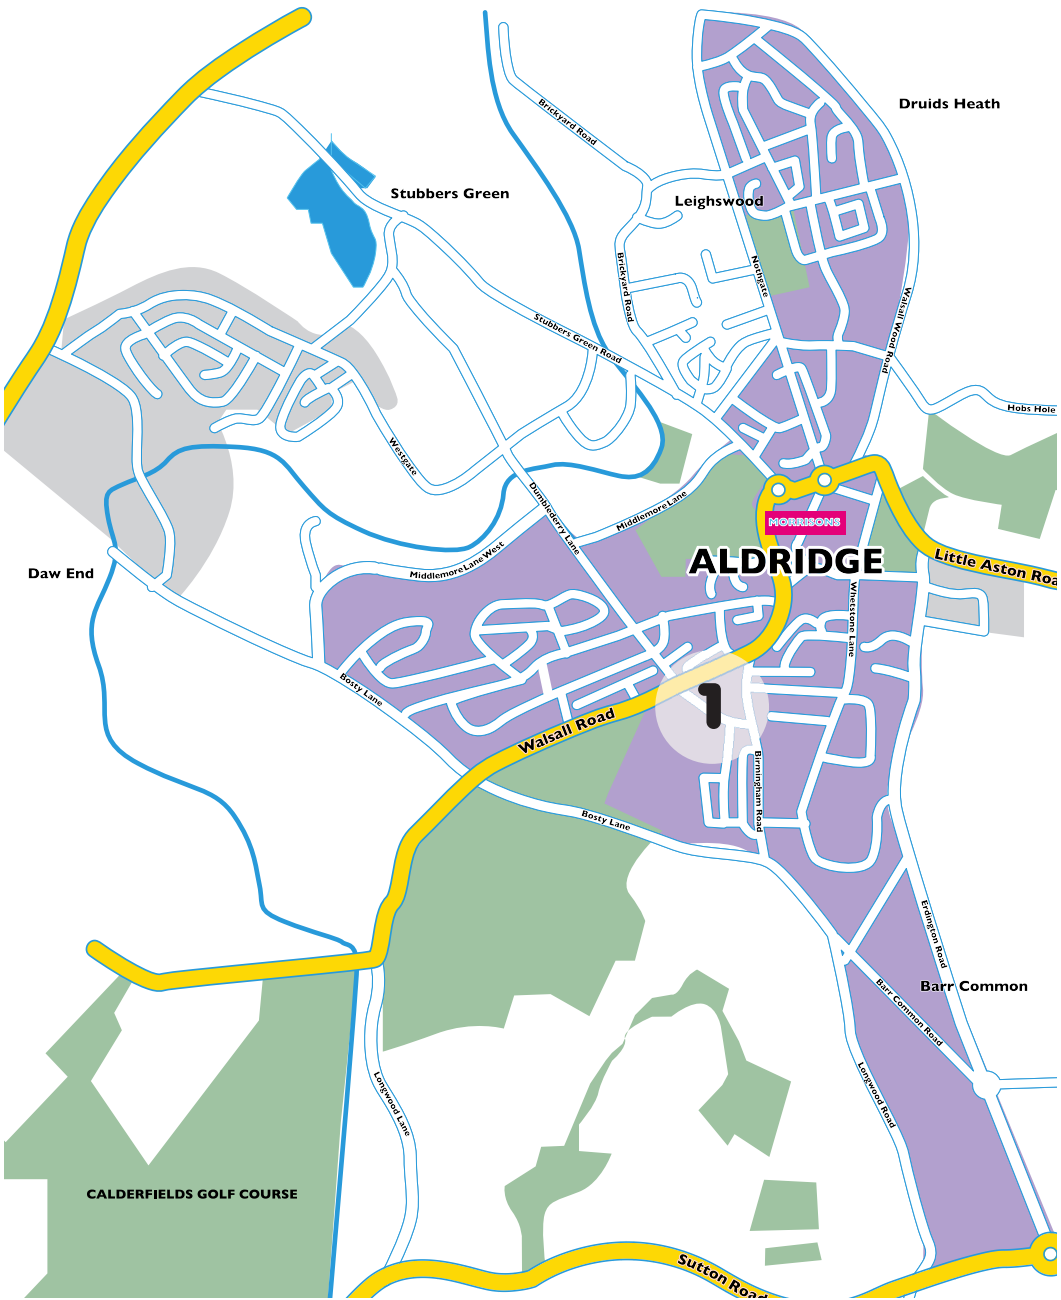 Druids Heath
Brickyard Road
Stubbers Green
Leighswood
Nothgate
Brickyard Road
Walsall Wood Road
Stubbers Green Road
Hobs Hole
Westgate
Dumblederry Lane
Middlemore Lane
MORRISONS
ALDRIDGE
Little Aston Roa
Daw End
Middlemore Lane West
Whetstone Lane
Bosty Lane
1
Walsall Road
Birmingham Road
Bosty Lane
Erdington Road
Barr Common
Barr Common Road
Longwood Lane
Longwood Road
CALDERFIELDS GOLF COURSE
Sutton Road